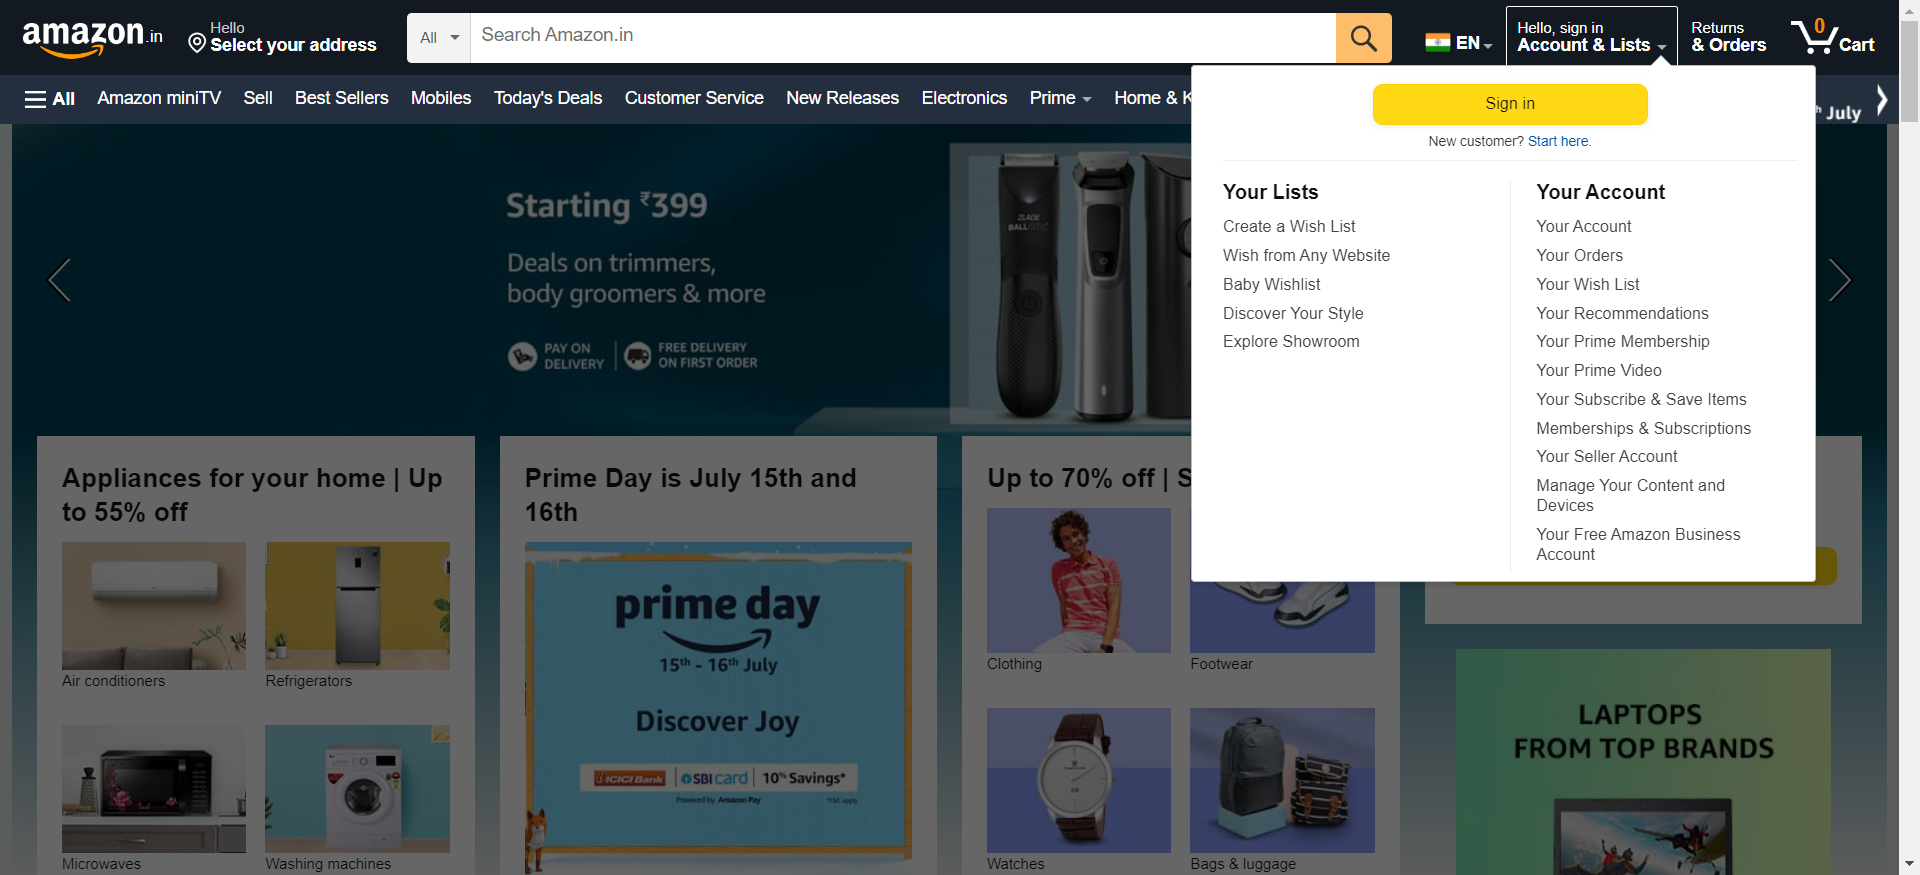 amazon.in
Hello
Select your address
All
Search Amazon.in
EN
Hello, sign in
Account & Lists
Returns
& Orders
0
Cart
All
Amazon miniTV
Sell
Best Sellers
Mobiles
Today's Deals
Customer Service
New Releases
Electronics
Prime
Home & K
July
Sign in
New customer? Start here.
Your Lists
Create a Wish List
Wish from Any Website
Baby Wishlist
Discover Your Style
Explore Showroom
Your Account
Your Account
Your Orders
Your Wish List
Your Recommendations
Your Prime Membership
Your Prime Video
Your Subscribe & Save Items
Memberships & Subscriptions
Your Seller Account
Manage Your Content and
Devices
Your Free Amazon Business
Account
Starting ₹399
Deals on trimmers,
body groomers & more
PAY ON
DELIVERY
FREE DELIVERY
ON FIRST ORDER
ZLADE
BALLISTIC
Appliances for your home | Up
to 55% off
Air conditioners
Refrigerators
Microwaves
Washing machines
Prime Day is July 15th and
16th
prime day
15th - 16th July
Discover Joy
ICICI Bank
SBI card
10% Savings*
Powered by Amazon Pay
*T&C apply
Up to 70% off | S
Clothing
Footwear
Watches
Bags & luggage
LAPTOPS
FROM TOP BRANDS